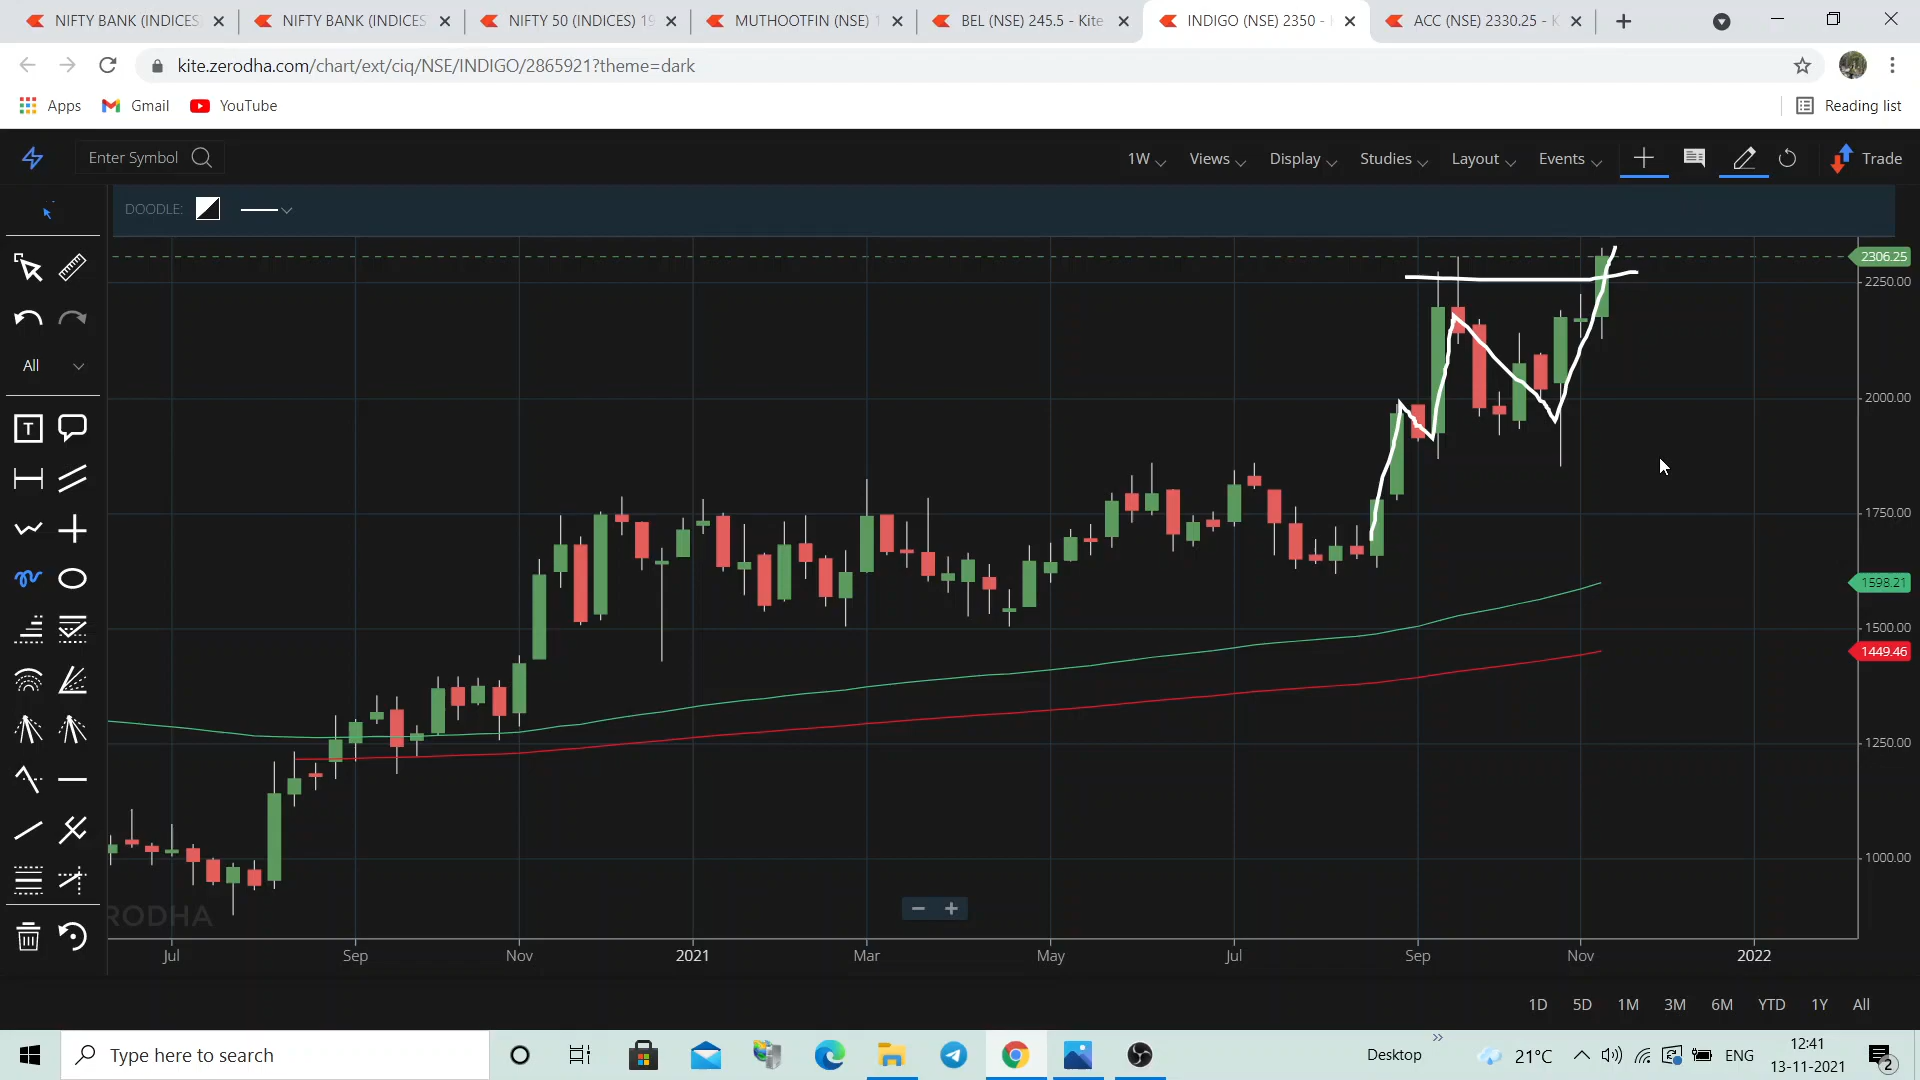 NIFTY BANK (INDICES) NIFTY BANK (INDICES NIFTY 50 (INDICES) 19 MUTHOOTFIN (NSE) 1 BEL (NSE) 245.5 - Kite INDIGO (NSE) 2350 - ACC (NSE) 2330.25 - K
kite.zerodha.com/chart/ext/ciq/NSE/INDIGO/2865921?theme=dark
Apps Gmail YouTube Reading list
Enter Symbol 1W Views Display Studies Layout Events Trade
DOODLE:
2306.25
2250.00
All
2000.00
T
1750.00
1598.21
1500.00
1449.46
1250.00
1000.00
RODHA
Jul Sep Nov 2021 Mar May Jul Sep Nov 2022
1D 5D 1M 3M 6M YTD 1Y All
Type here to search Desktop 21°C ENG 12:41
13-11-2021 2